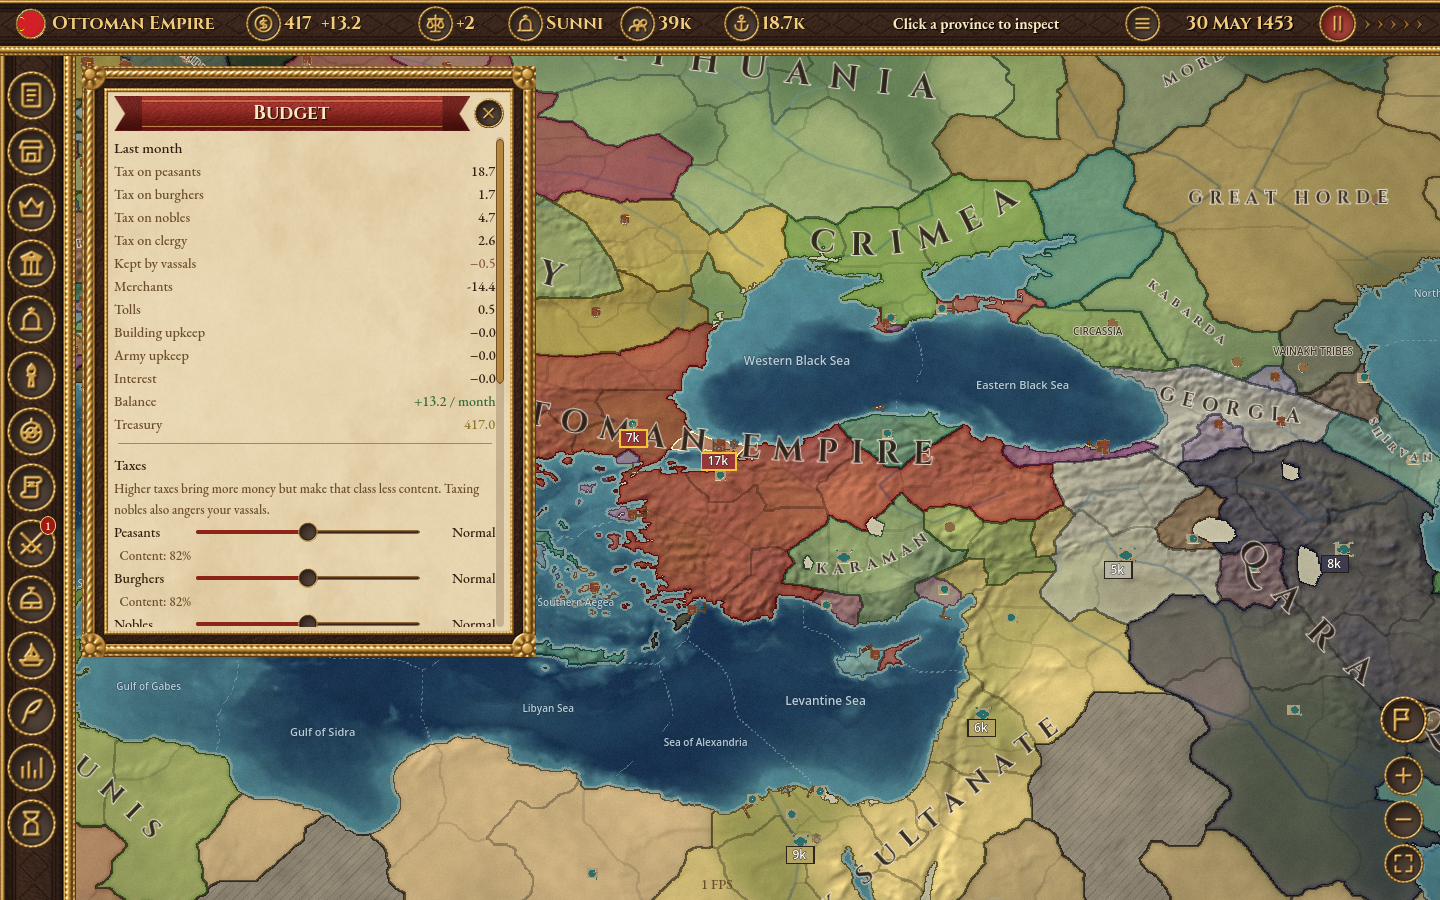 OTTOMAN EMPIRE
417 +13.2
+2
SUNNI
39K
18.7K
Click a province to inspect
30 MAY 1453
BUDGET
Last month
Tax on peasants 18.7
Tax on burghers 1.7
Tax on nobles 4.7
Tax on clergy 2.6
Kept by vassals −0.5
Merchants -14.4
Tolls 0.5
Building upkeep −0.0
Army upkeep −0.0
Interest −0.0
Balance +13.2 / month
Treasury 417.0
Taxes
Higher taxes bring more money but make that class less content. Taxing
nobles also angers your vassals.
Peasants Normal
Content: 82%
Burghers Normal
Content: 82%
Nobles Normal
1
THUANIA
MOR
CRIMEA
GREAT HORDE
Y
KABARDA
North
CIRCASSIA
VAINAKH TRIBES
Western Black Sea
Eastern Black Sea
GEORGIA
SHIRVAN
TOMAN EMPIRE
7k
17k
KARAMAN
5k
8k
QARA
Southern Aegea
Gulf of Gabes
Gulf of Sidra
Libyan Sea
Levantine Sea
Sea of Alexandria
6k
SULTANATE
UNIS
9k
1 FPS